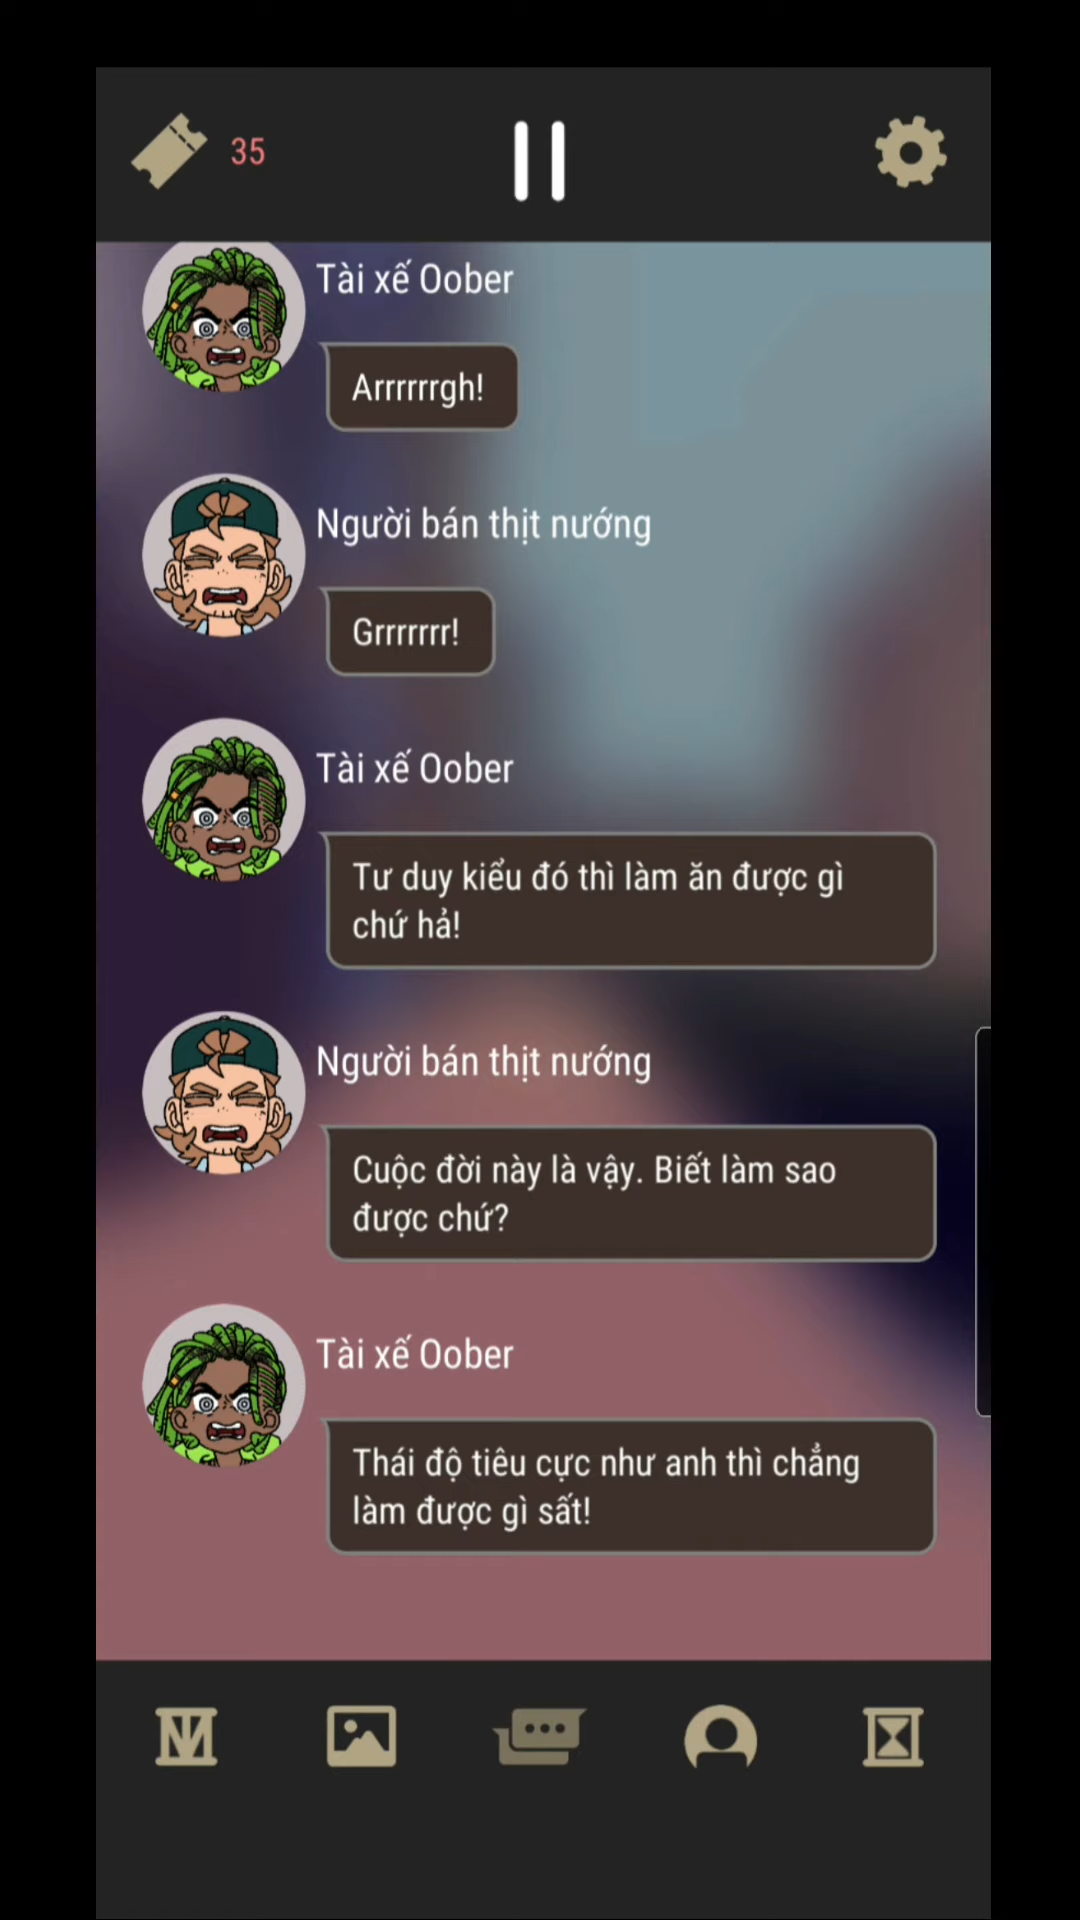 35
Tài xế Oober
Arrrrrrgh!
Người bán thịt nướng
Grrrrrrr!
Tài xế Oober
Tư duy kiểu đó thì làm ăn được gì
chứ hả!
Người bán thịt nướng
Cuộc đời này là vậy. Biết làm sao
được chứ?
Tài xế Oober
Thái độ tiêu cực như anh thì chẳng
làm được gì sất!